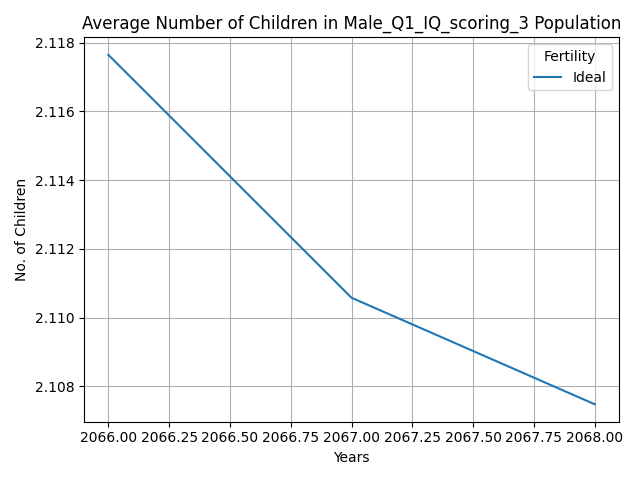 Average Number of Children in Male_Q1_IQ_scoring_3 Population
2.118
Fertility
Ideal
2.116
2.114
2.112
2.110
2.108
No. of Children
2066.00 2066.25 2066.50 2066.75 2067.00 2067.25 2067.50 2067.75 2068.00
Years